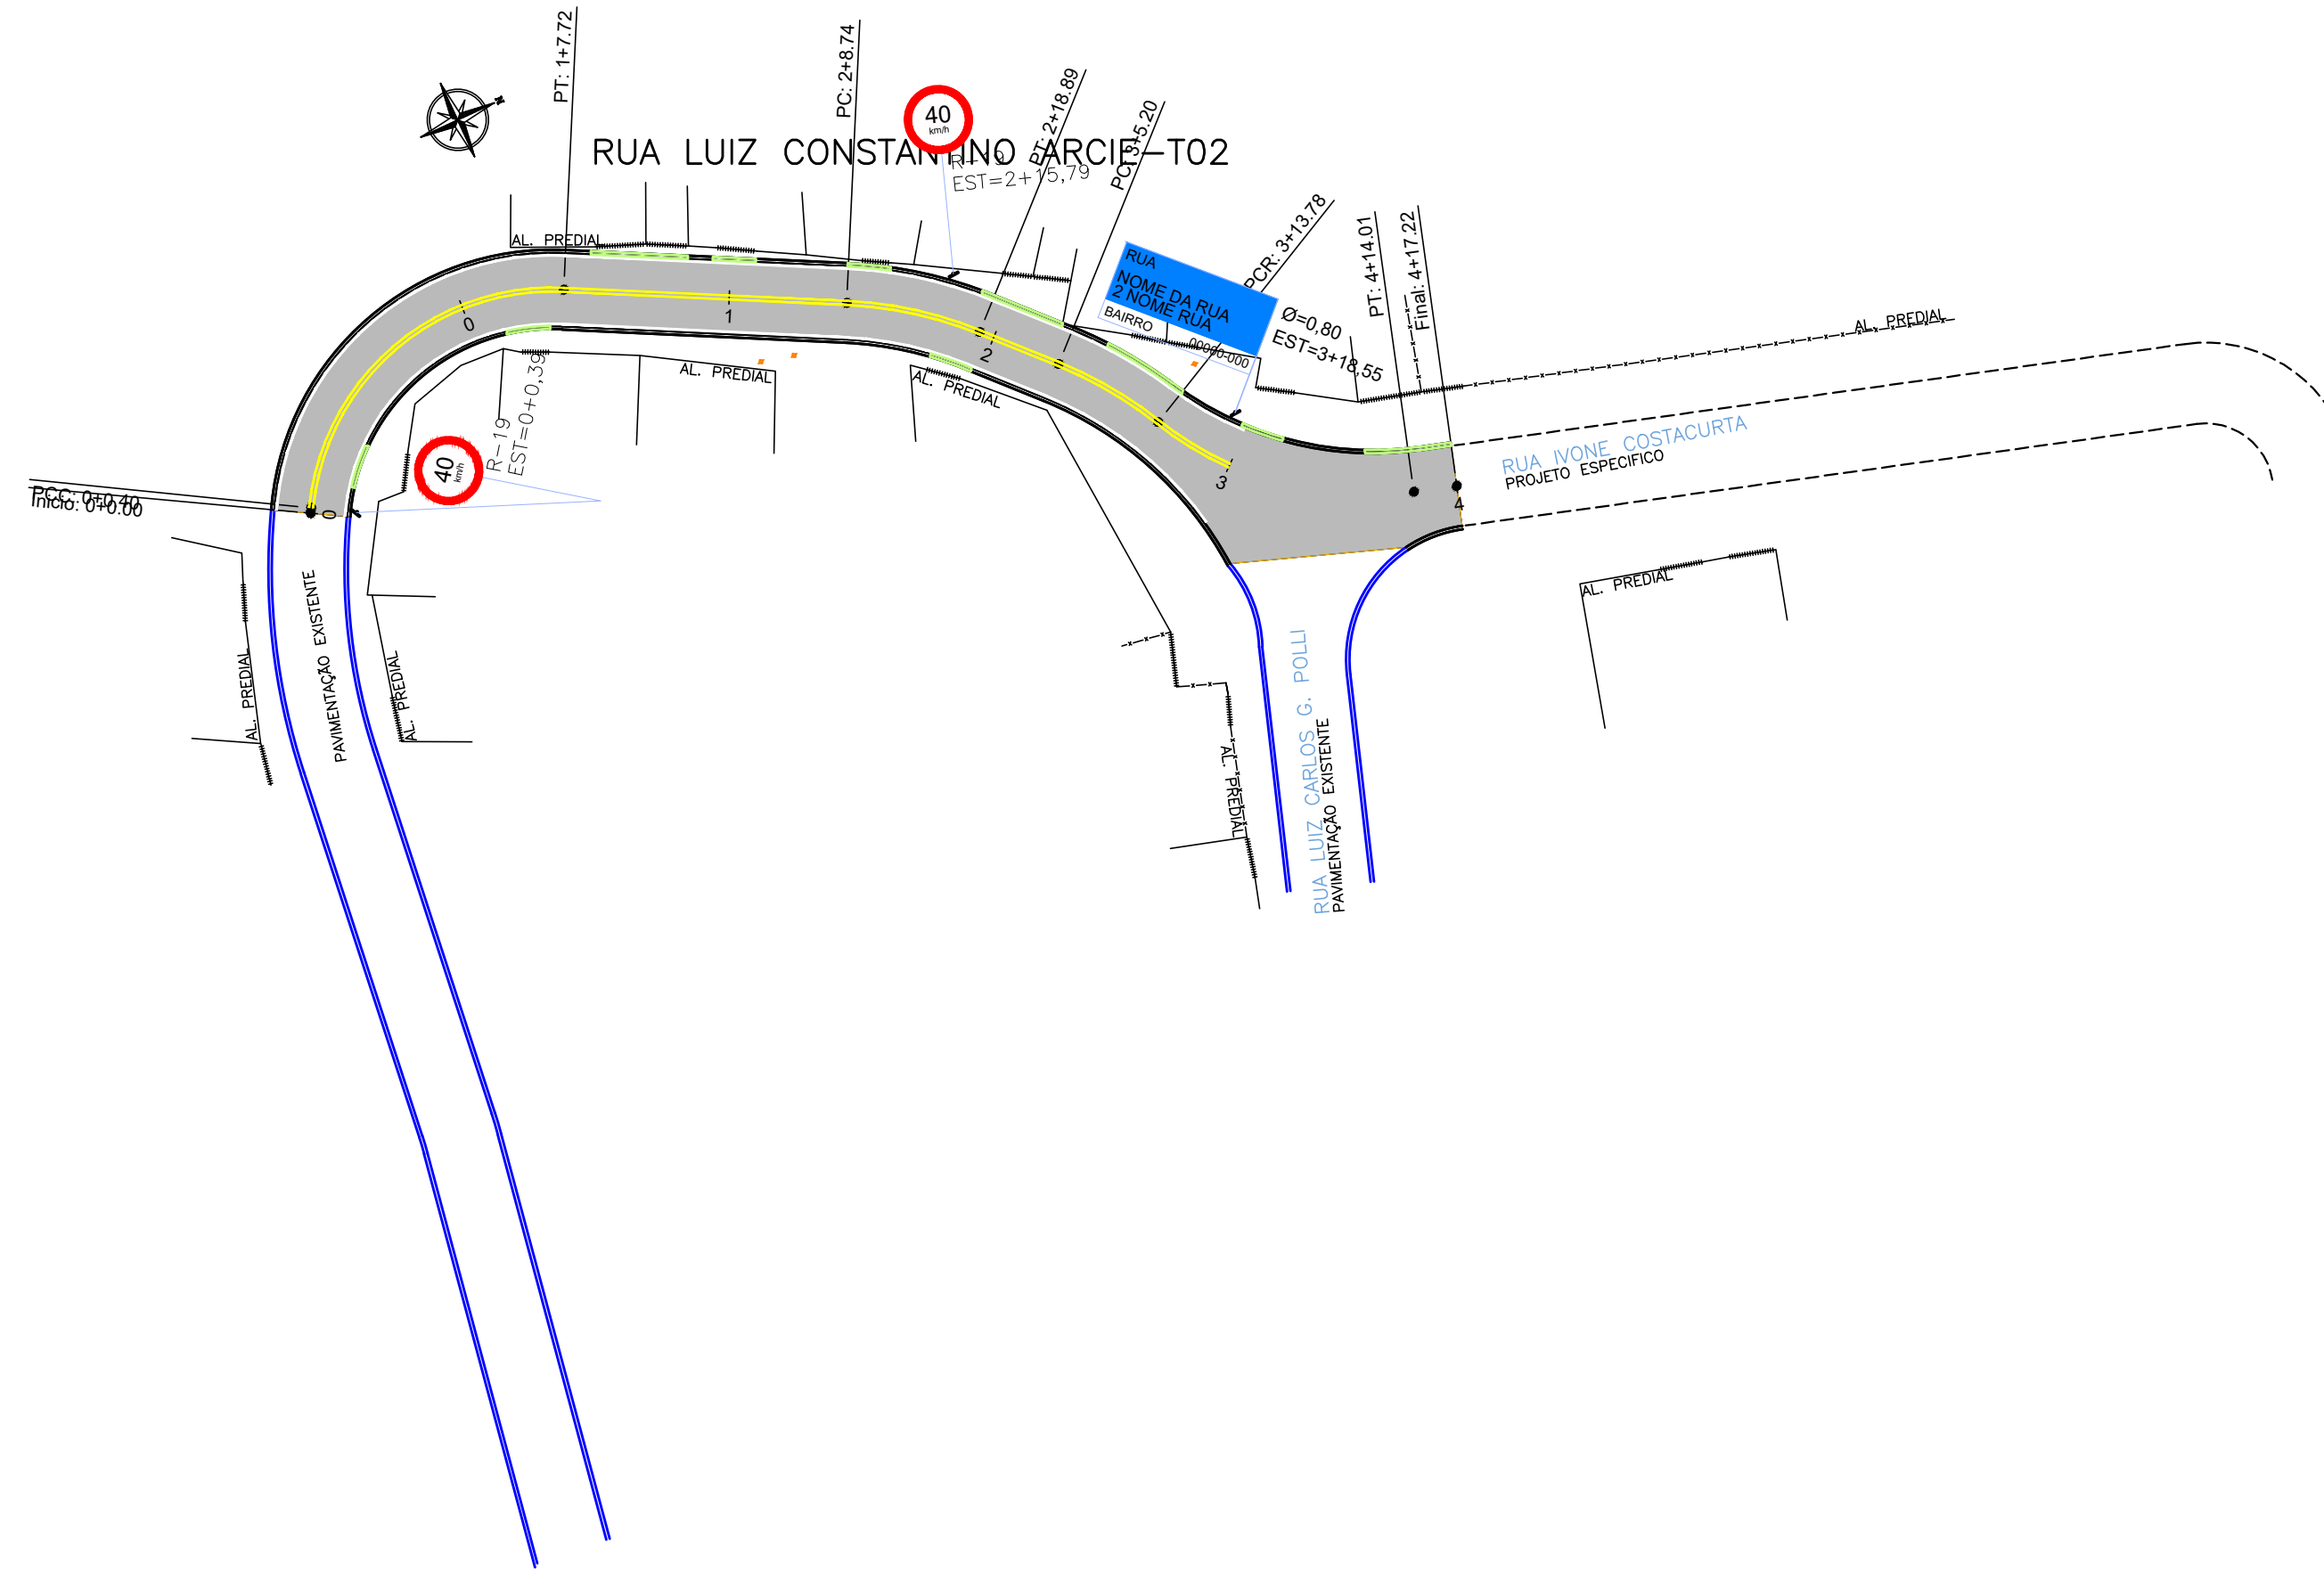 PT: 1+7.72
PC: 2+8.74
40
km/h
PT: 2+18.89
PC: 3+5.20
RUA LUIZ CONSTANTINO ARCIE-T02
R-19
EST=2+15,79
PCR: 3+13.78
PT: 4+14.01
Final: 4+17.22
AL. PREDIAL
RUA
NOME DA RUA
2 NOME RUA
BAIRRO
00000-000
Ø=0,80
EST=3+18,55
AL. PREDIAL
0
1
2
3
4
AL. PREDIAL
AL. PREDIAL
R-19
EST=0+0,39
40
km/h
RUA IVONE COSTACURTA
PROJETO ESPECIFICO
PCC: 0+0.40
Início: 0+0.00
0
PAVIMENTAÇÃO EXISTENTE
AL. PREDIAL
AL. PREDIAL
AL. PREDIAL
RUA LUIZ CARLOS G. POLLI
PAVIMENTAÇÃO EXISTENTE
AL. PREDIAL